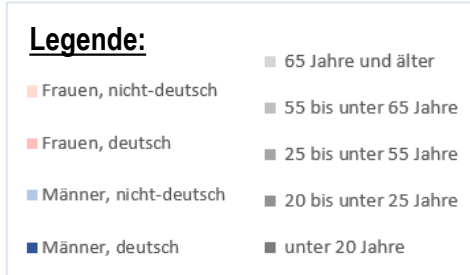 Legende:
Frauen, nicht-deutsch
Frauen, deutsch
Männer, nicht-deutsch
Männer, deutsch
65 Jahre und älter
55 bis unter 65 Jahre
25 bis unter 55 Jahre
20 bis unter 25 Jahre
unter 20 Jahre